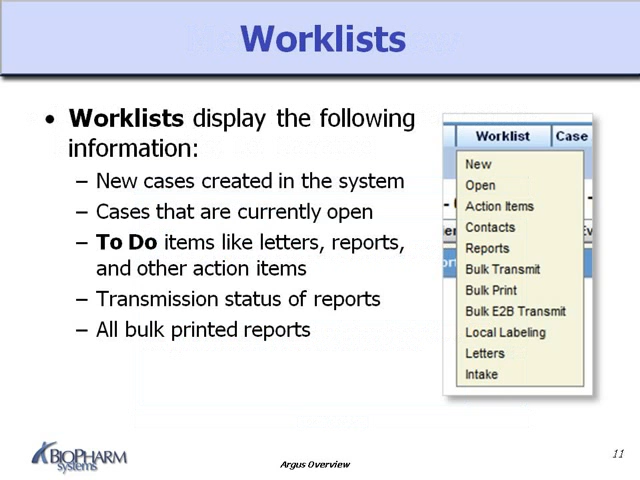 Worklists
• Worklists display the following
information:
– New cases created in the system
– Cases that are currently open
– To Do items like letters, reports,
and other action items
– Transmission status of reports
– All bulk printed reports
Worklist Case
New
Open
Action Items
Contacts
Reports
Bulk Transmit
Bulk Print
Bulk E2B Transmit
Local Labeling
Letters
Intake
BIOPHARM
systems
Argus Overview
11